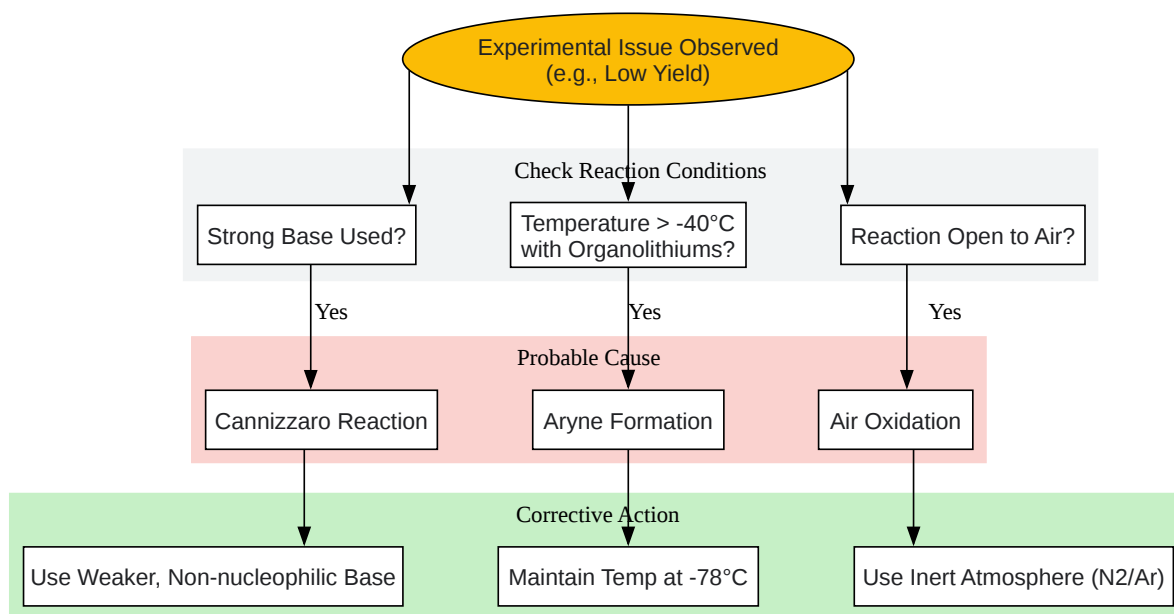 Experimental Issue Observed
(e.g., Low Yield)
Check Reaction Conditions
Strong Base Used?
Temperature > -40°C
with Organolithiums?
Reaction Open to Air?
Yes
Yes
Yes
Probable Cause
Cannizzaro Reaction
Aryne Formation
Air Oxidation
Corrective Action
Use Weaker, Non-nucleophilic Base
Maintain Temp at -78°C
Use Inert Atmosphere (N2/Ar)